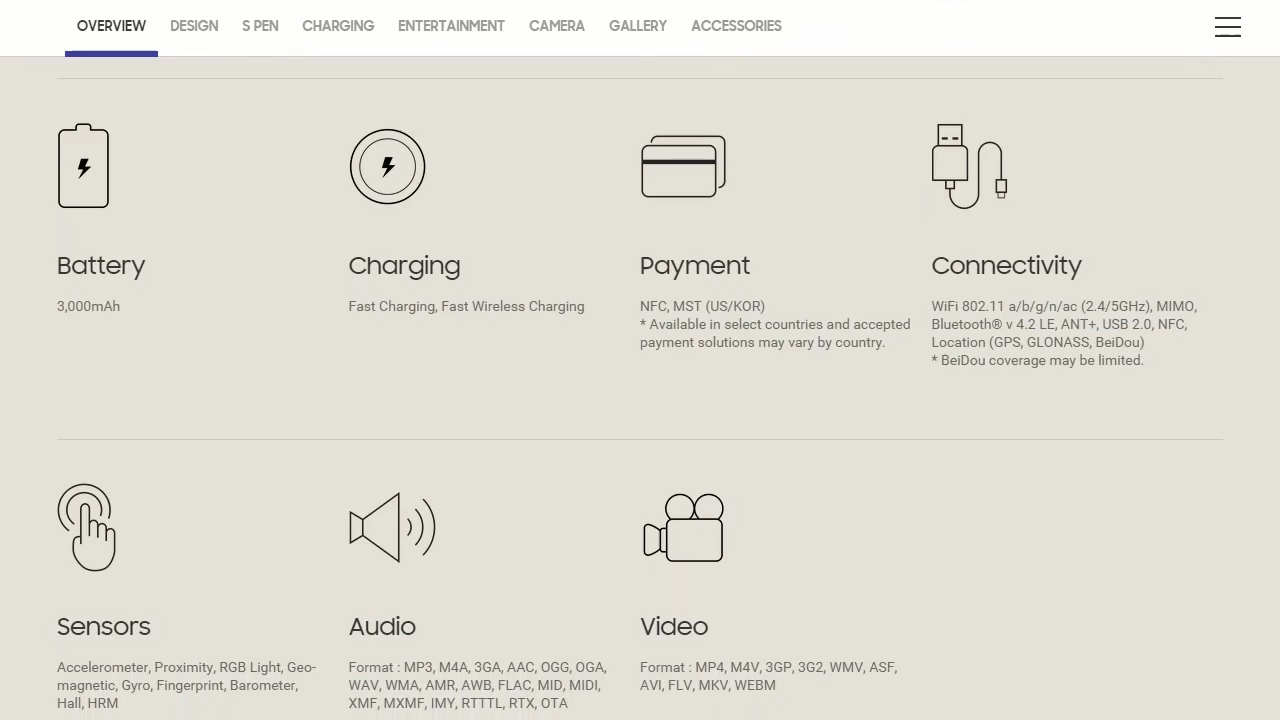 OVERVIEW DESIGN S PEN CHARGING ENTERTAINMENT CAMERA GALLERY ACCESSORIES
Battery
3,000mAh
Charging
Fast Charging, Fast Wireless Charging
Payment
NFC, MST (US/KOR)
* Available in select countries and accepted
payment solutions may vary by country.
Connectivity
WiFi 802.11 a/b/g/n/ac (2.4/5GHz), MIMO,
Bluetooth® v 4.2 LE, ANT+, USB 2.0, NFC,
Location (GPS, GLONASS, BeiDou)
* BeiDou coverage may be limited.
Sensors
Accelerometer, Proximity, RGB Light, Geo-
magnetic, Gyro, Fingerprint, Barometer,
Hall, HRM
Audio
Format : MP3, M4A, 3GA, AAC, OGG, OGA,
WAV, WMA, AMR, AWB, FLAC, MID, MIDI,
XMF, MXMF, IMY, RTTTL, RTX, OTA
Video
Format : MP4, M4V, 3GP, 3G2, WMV, ASF,
AVI, FLV, MKV, WEBM